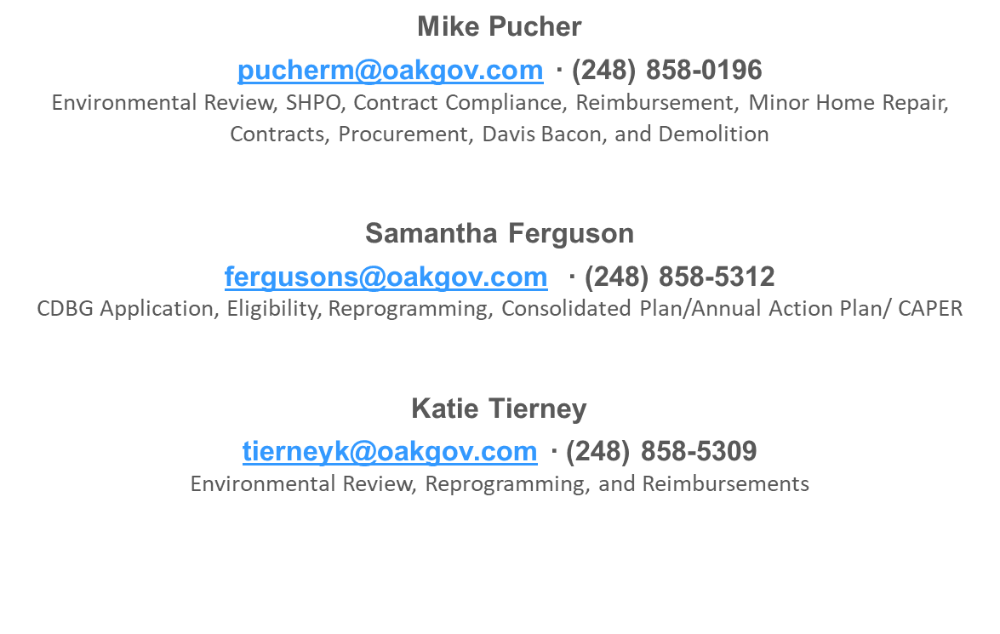 Mike Pucher
pucherm@oakgov.com · (248) 858-0196
Environmental Review, SHPO, Contract Compliance, Reimbursement, Minor Home Repair,
Contracts, Procurement, Davis Bacon, and Demolition
Samantha Ferguson
fergusons@oakgov.com · (248) 858-5312
CDBG Application, Eligibility, Reprogramming, Consolidated Plan/Annual Action Plan/ CAPER
Katie Tierney
tierneyk@oakgov.com · (248) 858-5309
Environmental Review, Reprogramming, and Reimbursements